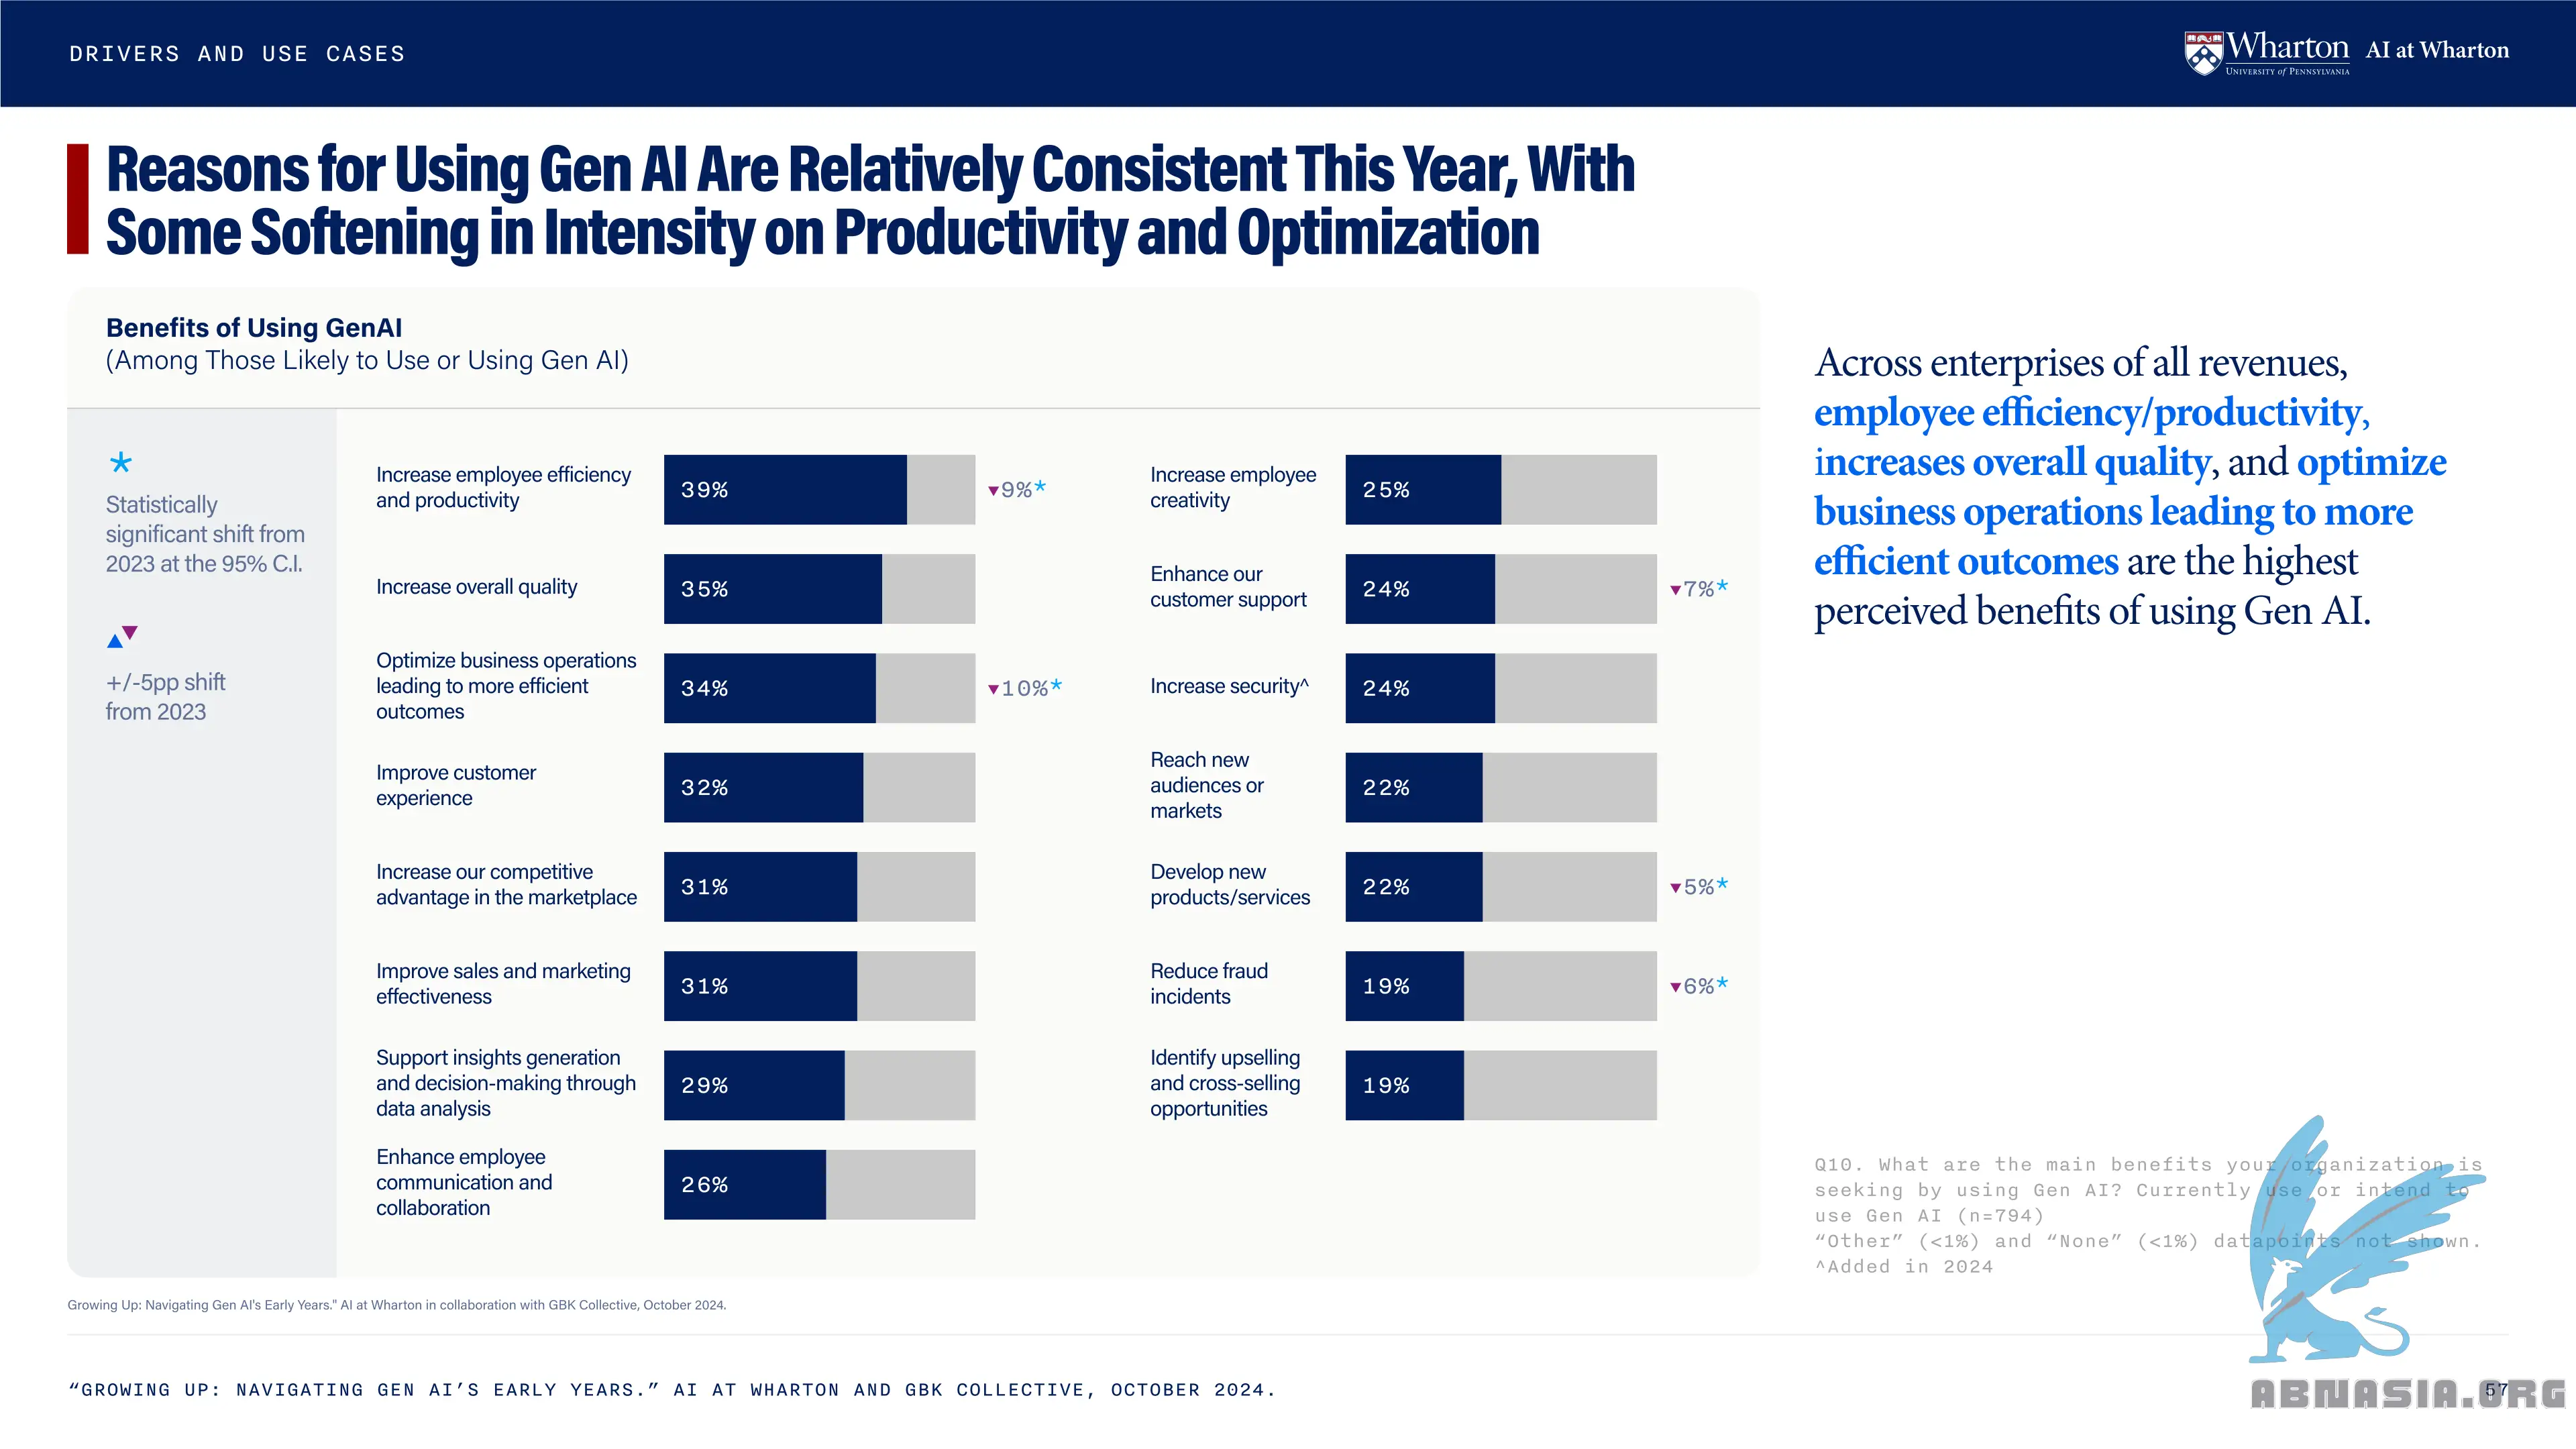 DRIVERS AND USE CASES
Wharton
UNIVERSITY of PENNSYLVANIA
AI at Wharton
Reasons for Using Gen AI Are Relatively Consistent This Year, With
Some Softening in Intensity on Productivity and Optimization
Benefits of Using GenAI
(Among Those Likely to Use or Using Gen AI)
*
Statistically
significant shift from
2023 at the 95% C.I.
▲▼
+/-5pp shift
from 2023
Increase employee efficiency
and productivity
39%
▼9%*
Increase overall quality
35%
Optimize business operations
leading to more efficient
outcomes
34%
▼10%*
Improve customer
experience
32%
Increase our competitive
advantage in the marketplace
31%
Improve sales and marketing
effectiveness
31%
Support insights generation
and decision-making through
data analysis
29%
Enhance employee
communication and
collaboration
26%
Increase employee
creativity
25%
Enhance our
customer support
24%
▼7%*
Increase security^
24%
Reach new
audiences or
markets
22%
Develop new
products/services
22%
▼5%*
Reduce fraud
incidents
19%
▼6%*
Identify upselling
and cross-selling
opportunities
19%
Across enterprises of all revenues,
employee efficiency/productivity,
increases overall quality, and optimize
business operations leading to more
efficient outcomes are the highest
perceived benefits of using Gen AI.
Q10. What are the main benefits your organization is
seeking by using Gen AI? Currently use or intend to
use Gen AI (n=794)
“Other” (<1%) and “None” (<1%) datapoints not shown.
^Added in 2024
Growing Up: Navigating Gen AI's Early Years." AI at Wharton in collaboration with GBK Collective, October 2024.
“GROWING UP: NAVIGATING GEN AI’S EARLY YEARS.” AI AT WHARTON AND GBK COLLECTIVE, OCTOBER 2024.
57
ABNASIA.ORG